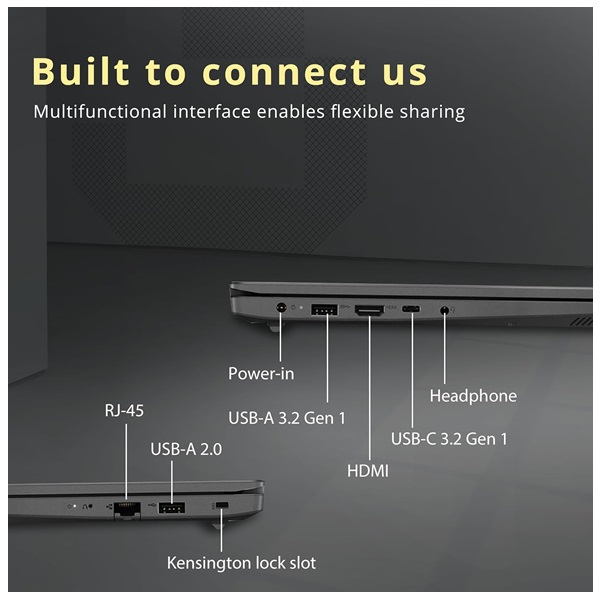 Built to connect us
Multifunctional interface enables flexible sharing
Power-in
USB-A 3.2 Gen 1
HDMI
USB-C 3.2 Gen 1
Headphone
RJ-45
USB-A 2.0
Kensington lock slot